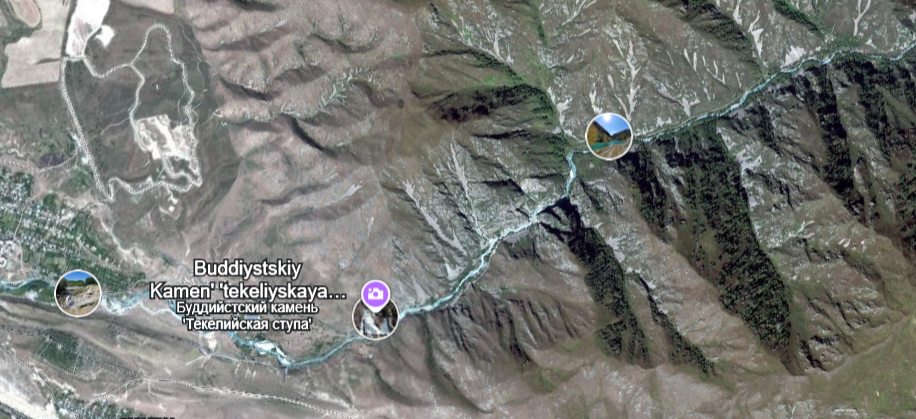 Buddiystskiy
Kamen' 'tekeliyskaya...
Буддийстский камень
'Текелийская ступа'